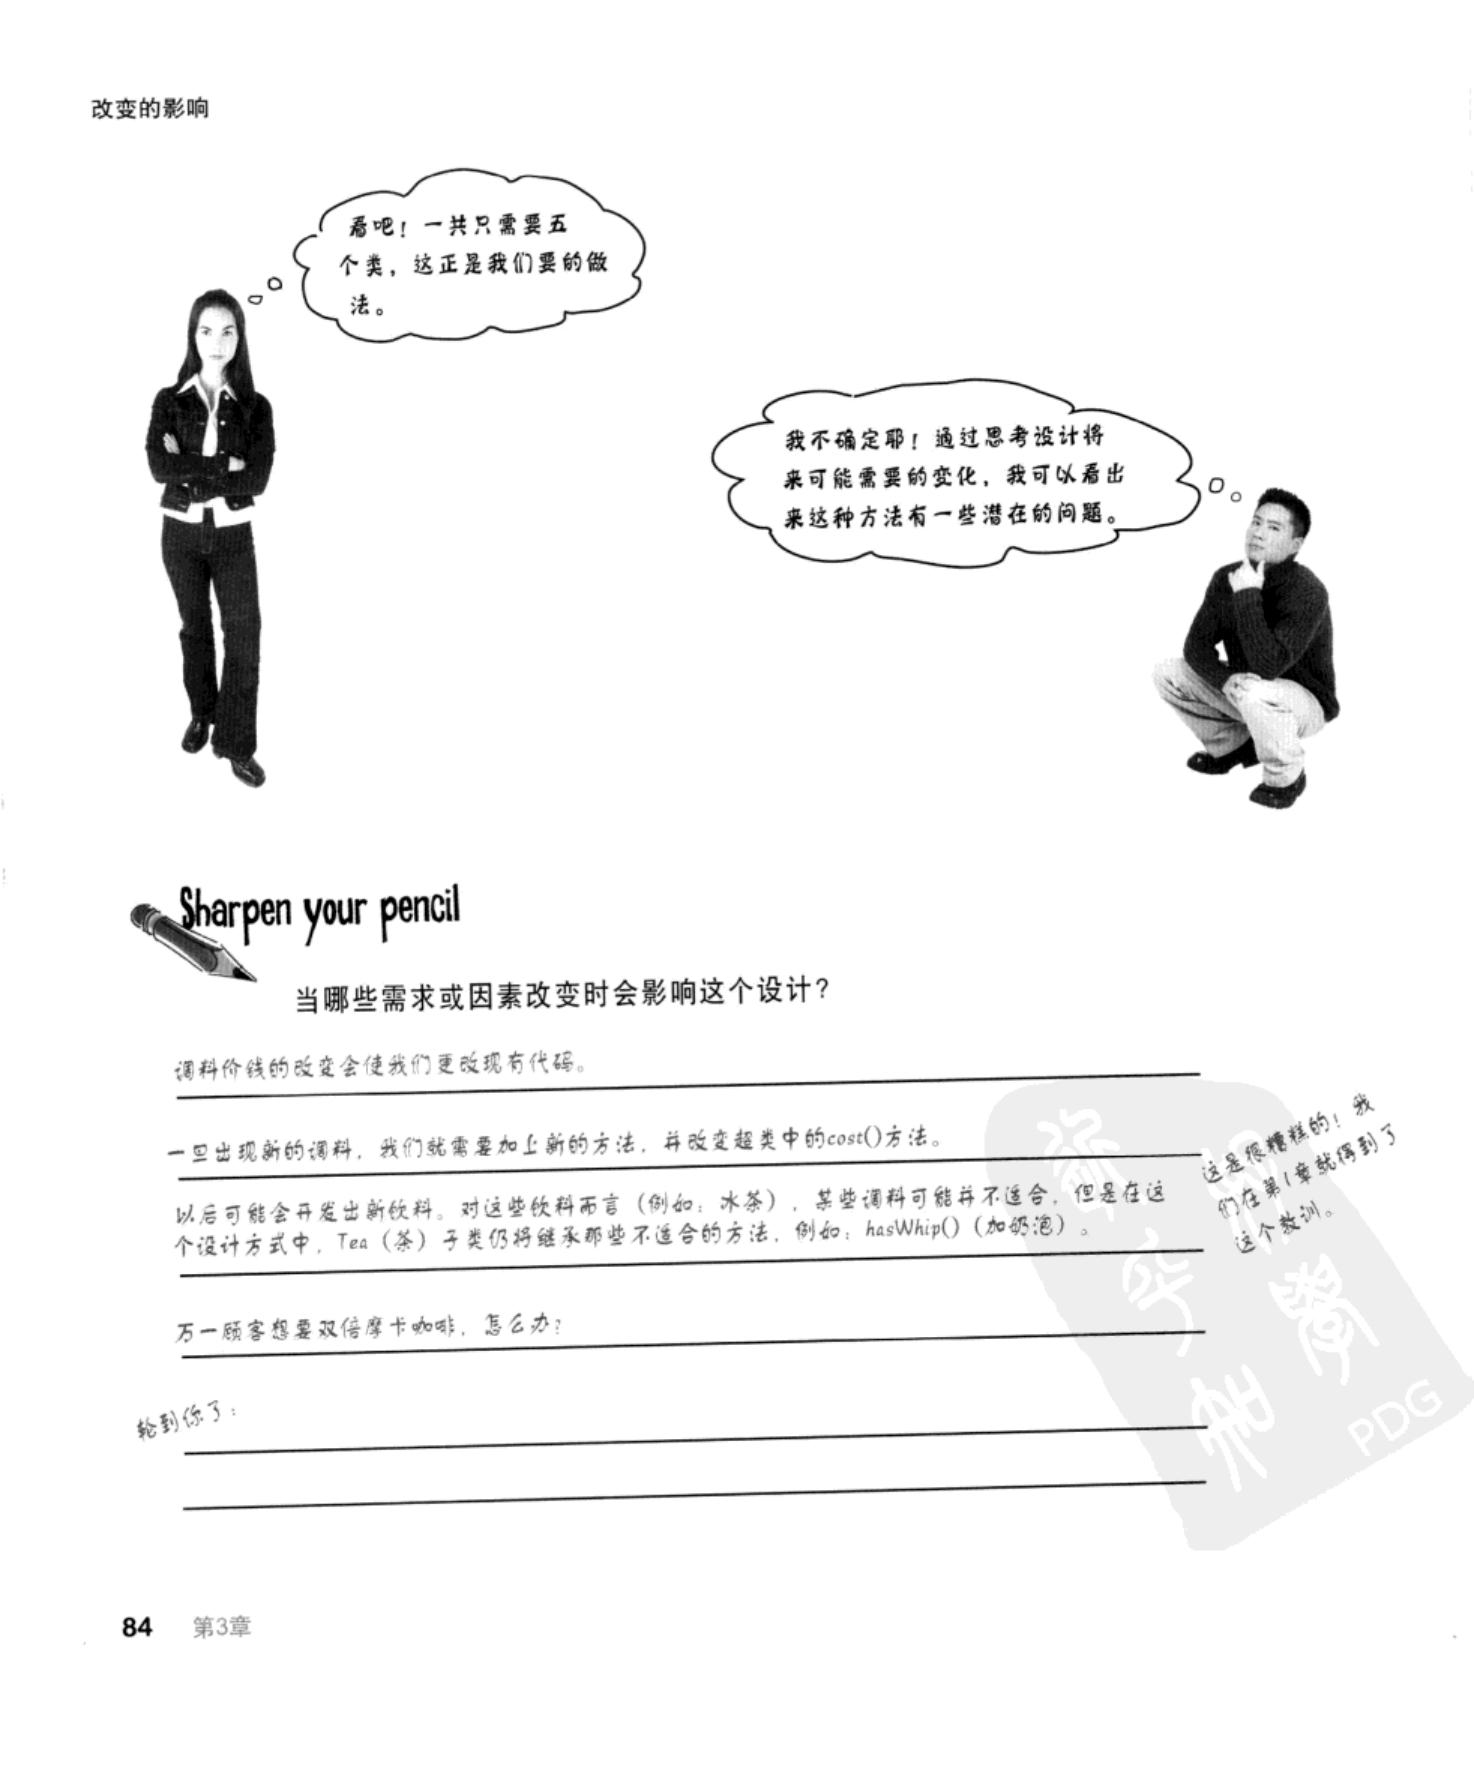 改变的影响
看吧！一共只需要五
个类，这正是我们要的做
法。
我不确定耶！通过思考设计将
来可能需要的变化，我可以看出
来这种方法有一些潜在的问题。
Sharpen your pencil
当哪些需求或因素改变时会影响这个设计？
调料价钱的改变会使我们更改现有代码。
一旦出现新的调料，我们就需要加上新的方法，并改变超类中的cost()方法。
以后可能会开发出新饮料。对这些饮料而言（例如：冰茶），某些调料可能并不适合，但是在这
个设计方式中，Tea（茶）子类仍将继承那些不适合的方法，例如：hasWhip()（加奶泡）。
这是很糟糕的！我
们在第1章就得到了
这个教训。
万一顾客想要双倍摩卡咖啡，怎么办？
轮到你了：
PDG
84 第3章